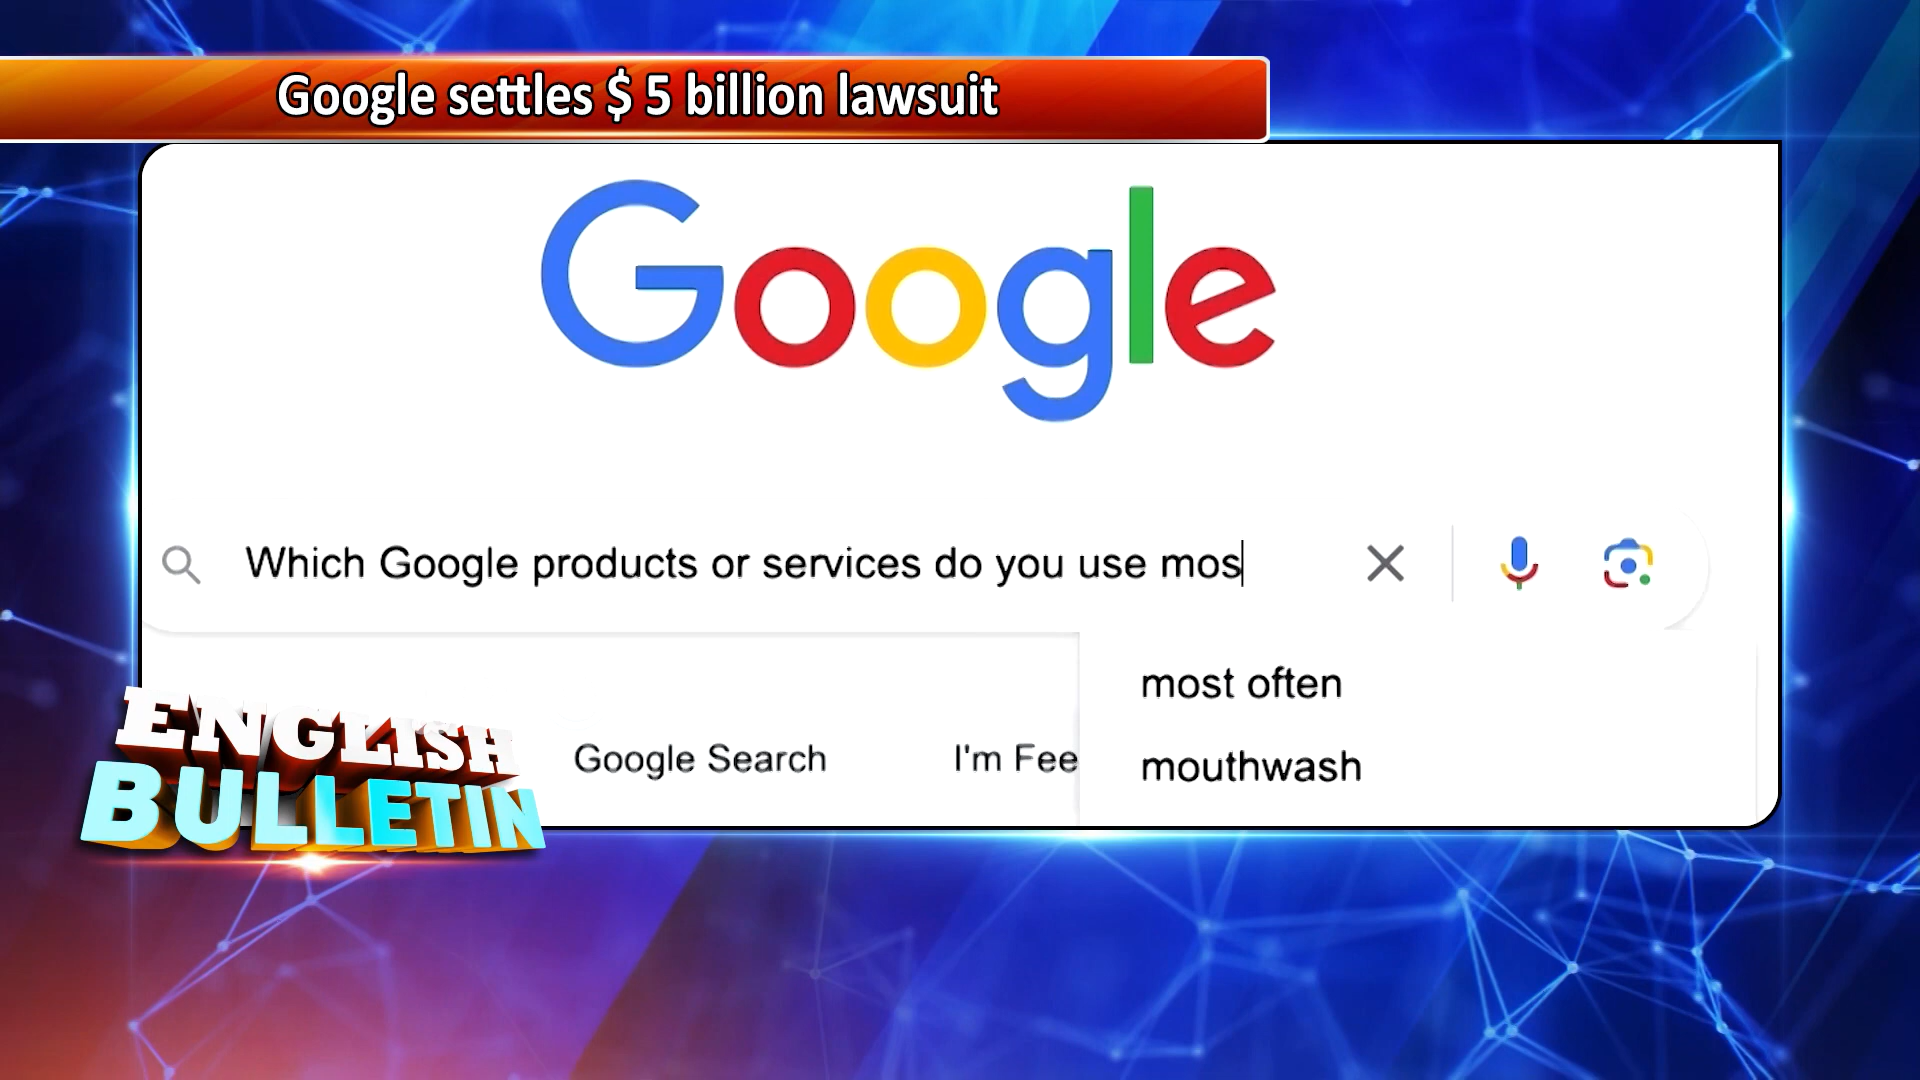 Google settles $ 5 billion lawsuit
Google
Which Google products or services do you use mos
most often
mouthwash
Google Search
I'm Fee
ENGLISH
BULLETIN